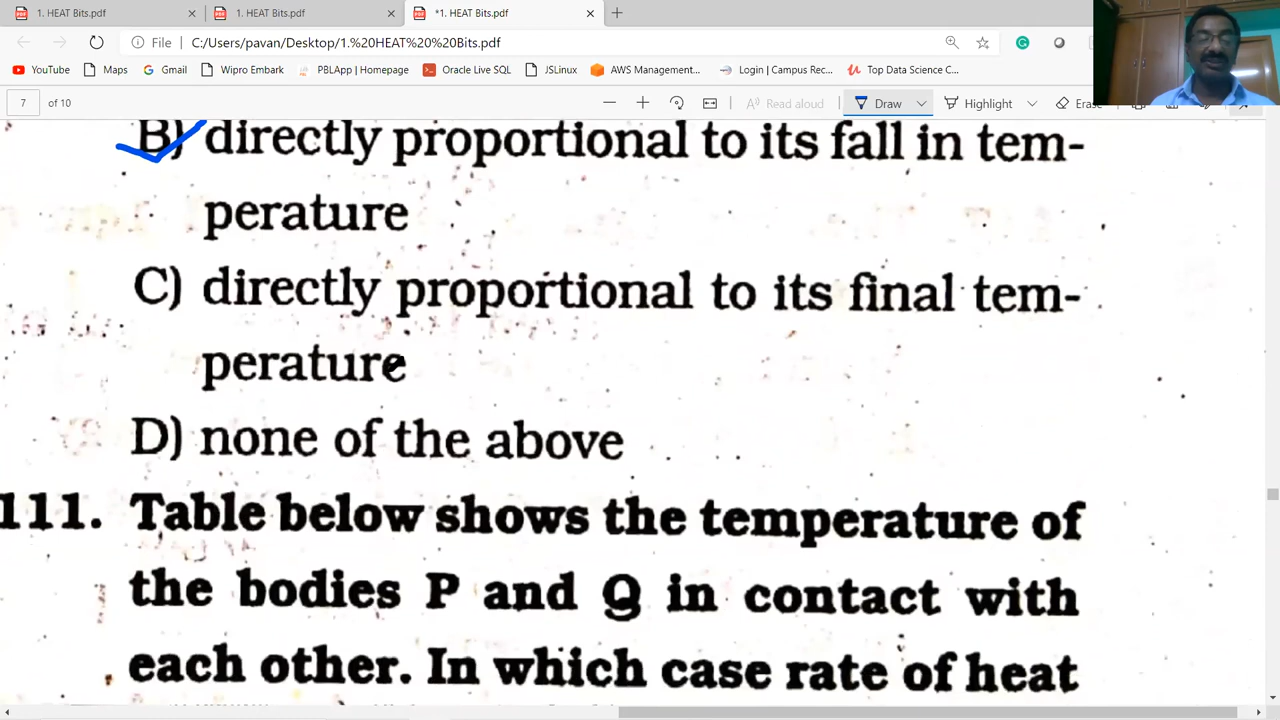 1. HEAT Bits.pdf
1. HEAT Bits.pdf
*1. HEAT Bits.pdf
File
C:/Users/pavan/Desktop/1.%20HEAT%20%20Bits.pdf
YouTube
Maps
Gmail
Wipro Embark
PBLApp | Homepage
Oracle Live SQL
JSLinux
AWS Management...
Login | Campus Rec...
Top Data Science C...
7 of 10
Read aloud
Draw
Highlight
B) directly proportional to its fall in tem-
perature
C) directly proportional to its final tem-
perature
D) none of the above
111. Table below shows the temperature of
the bodies P and Q in contact with
each other. In which case rate of heat